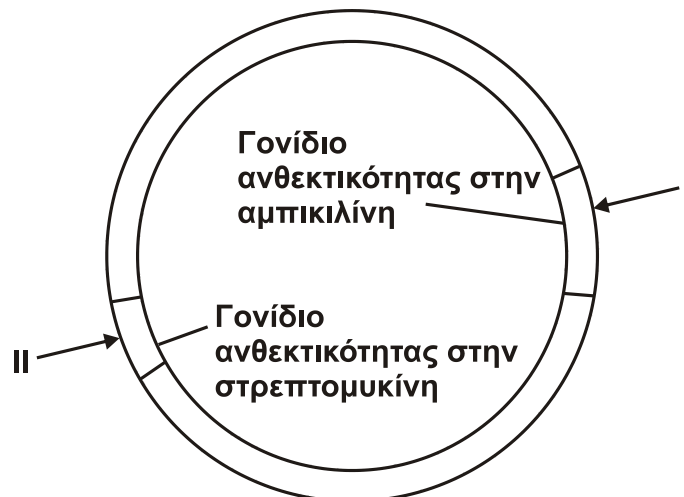 Γονίδιο
ανθεκτικότητας στην
αμπικιλίνη
Γονίδιο
ανθεκτικότητας στην
στρεπτομυκίνη
II